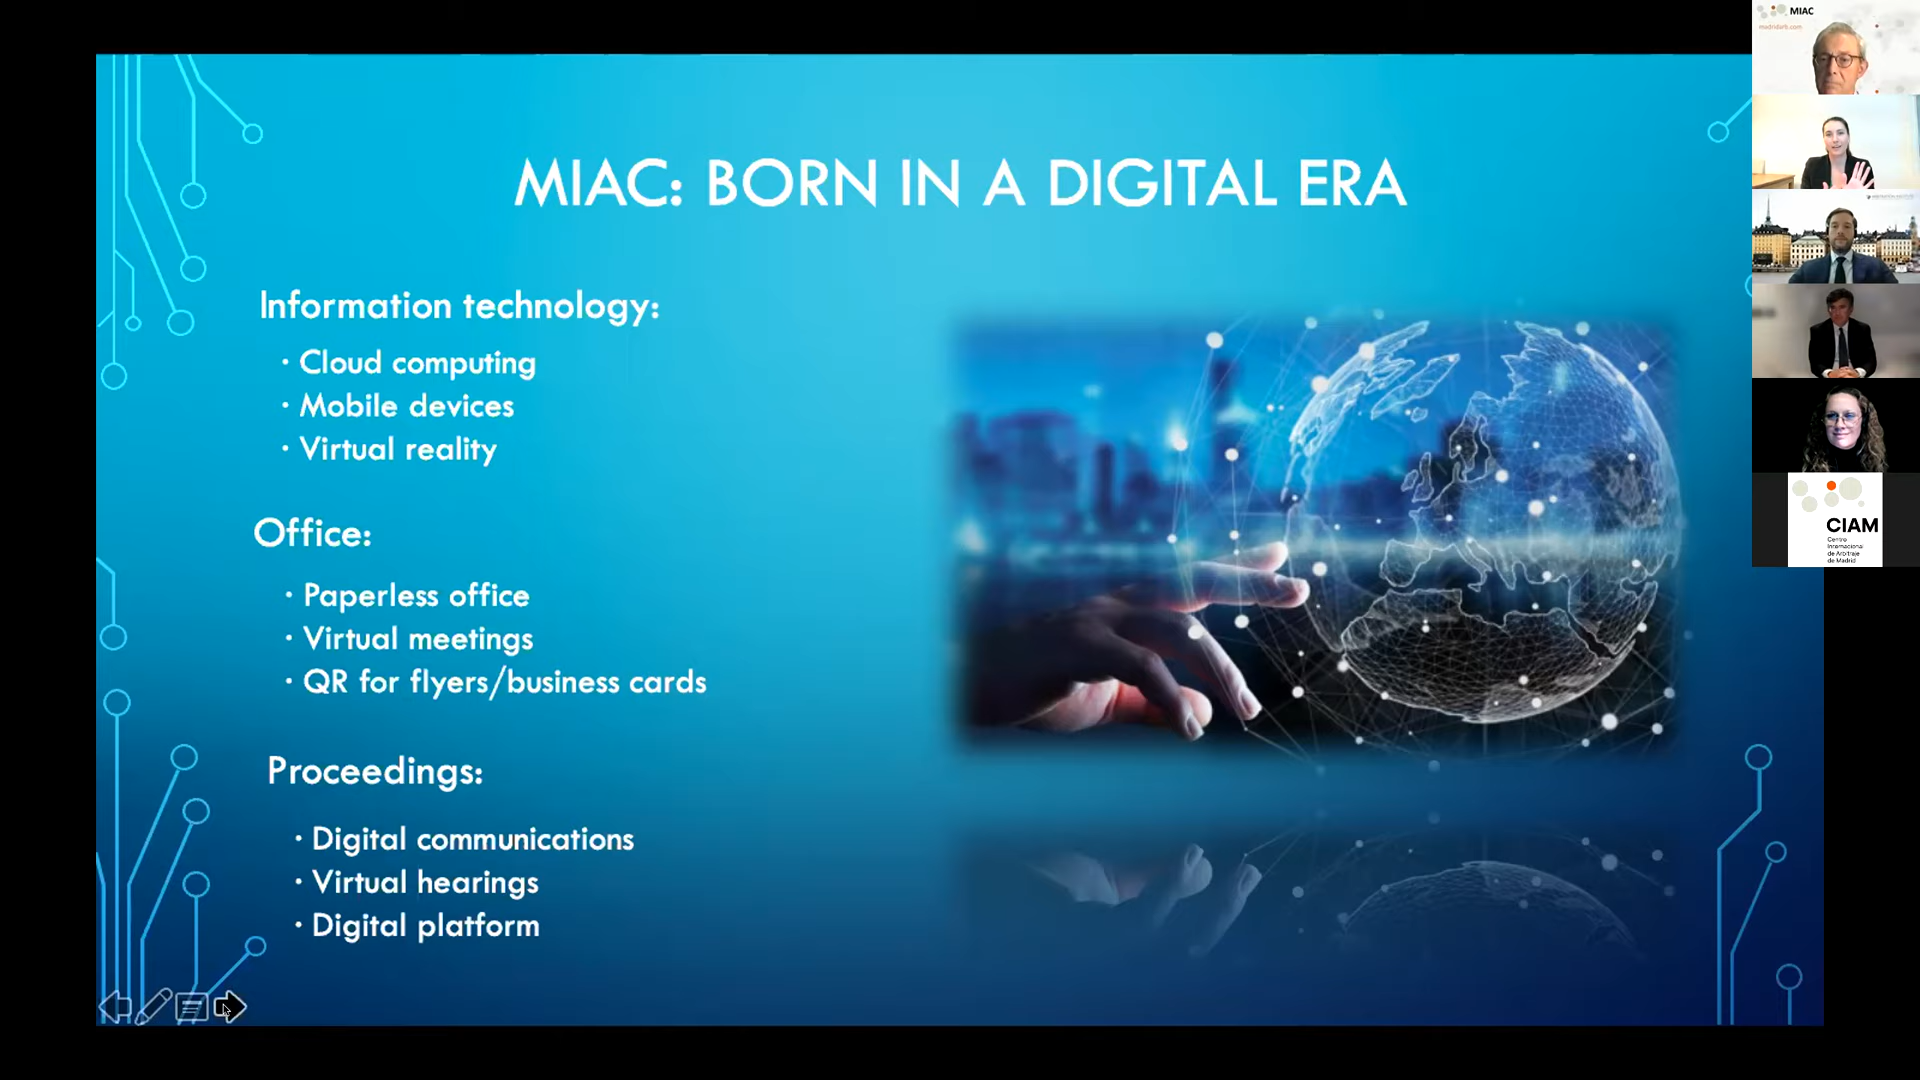 MIAC: BORN IN A DIGITAL ERA
Information technology:
· Cloud computing
· Mobile devices
· Virtual reality
Office:
· Paperless office
· Virtual meetings
· QR for flyers/business cards
Proceedings:
· Digital communications
· Virtual hearings
· Digital platform
MIAC
madridarb.com
CIAM
Centro
Internacional
de Arbitraje
de Madrid